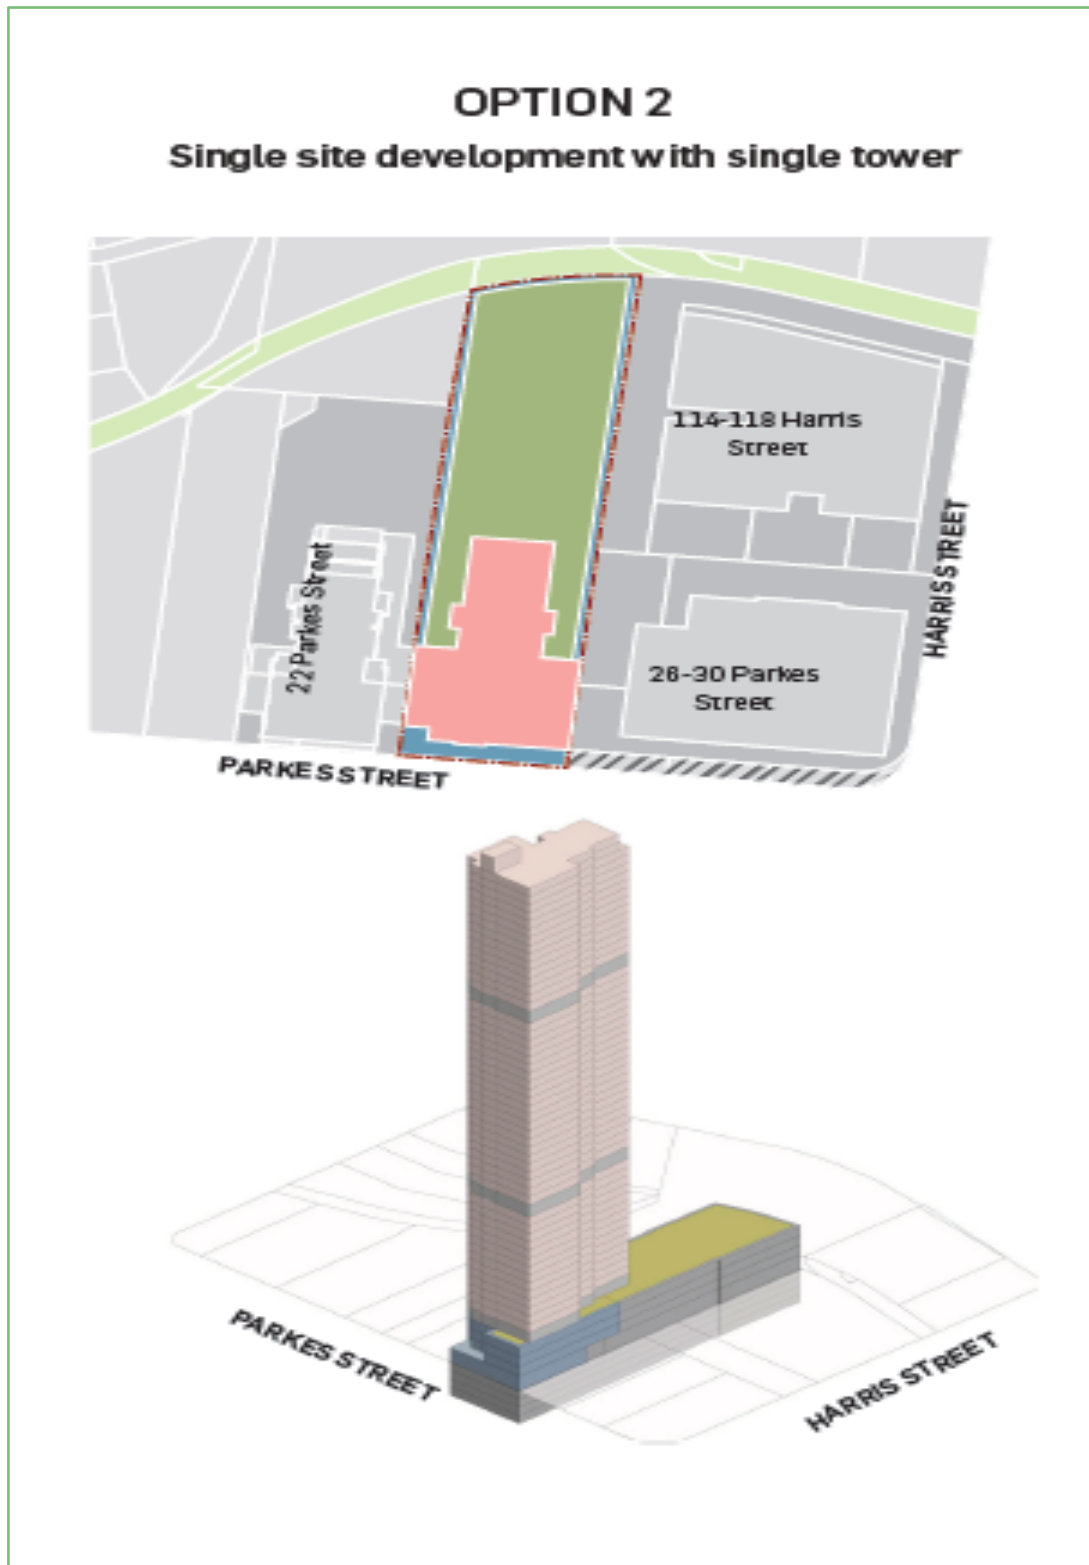 OPTION 2
Single site development with single tower
114-118 Harris
Street
HARRIS STREET
22 Parkes Street
26-30 Parkes
Street
PARKES STREET
PARKES STREET
HARRIS STREET